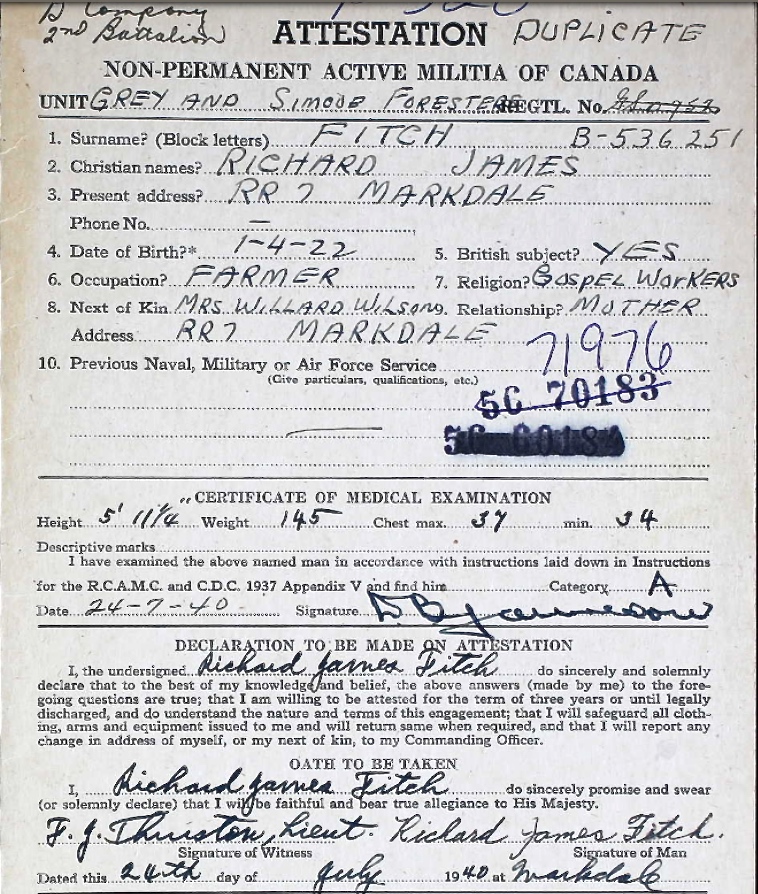 D Company
2nd Battalion
ATTESTATION DUPLICATE
NON-PERMANENT ACTIVE MILITIA OF CANADA
UNIT GREY AND SIMCOE FORESTERS REGTL. No.
1. Surname? (Block letters) FITCH B-536 251
2. Christian names? RICHARD JAMES
3. Present address? RR 7 MARKDALE
Phone No. —
4. Date of Birth?* 1-4-22 5. British subject? YES
6. Occupation? FARMER 7. Religion? GOSPEL WORKERS
8. Next of Kin MRS. WILLARD WILSON 9. Relationship? MOTHER
Address RR 7 MARKDALE
71976
10. Previous Naval, Military or Air Force Service
(Give particulars, qualifications, etc.)
5C 70183
CERTIFICATE OF MEDICAL EXAMINATION
Height 5' 11 1/4" Weight 145 Chest max. 37 min. 34
Descriptive marks
I have examined the above named man in accordance with instructions laid down in Instructions
for the R.C.A.M.C. and C.D.C. 1937 Appendix V and find him Category A
Date 24-7-40 Signature
DECLARATION TO BE MADE ON ATTESTATION
I, the undersigned Richard James Fitch do sincerely and solemnly
declare that to the best of my knowledge and belief, the above answers (made by me) to the fore-
going questions are true; that I am willing to be attested for the term of three years or until legally
discharged, and do understand the nature and terms of this engagement; that I will safeguard all cloth-
ing, arms and equipment issued to me and will return same when required, and that I will report any
change in address of myself, or my next of kin, to my Commanding Officer.
OATH TO BE TAKEN
I, Richard James Fitch do sincerely promise and swear
(or solemnly declare) that I will be faithful and bear true allegiance to His Majesty.
F. J. Thurston, Lieut. Richard James Fitch.
Signature of Witness Signature of Man
Dated this 24th day of July 1940 at Markdale